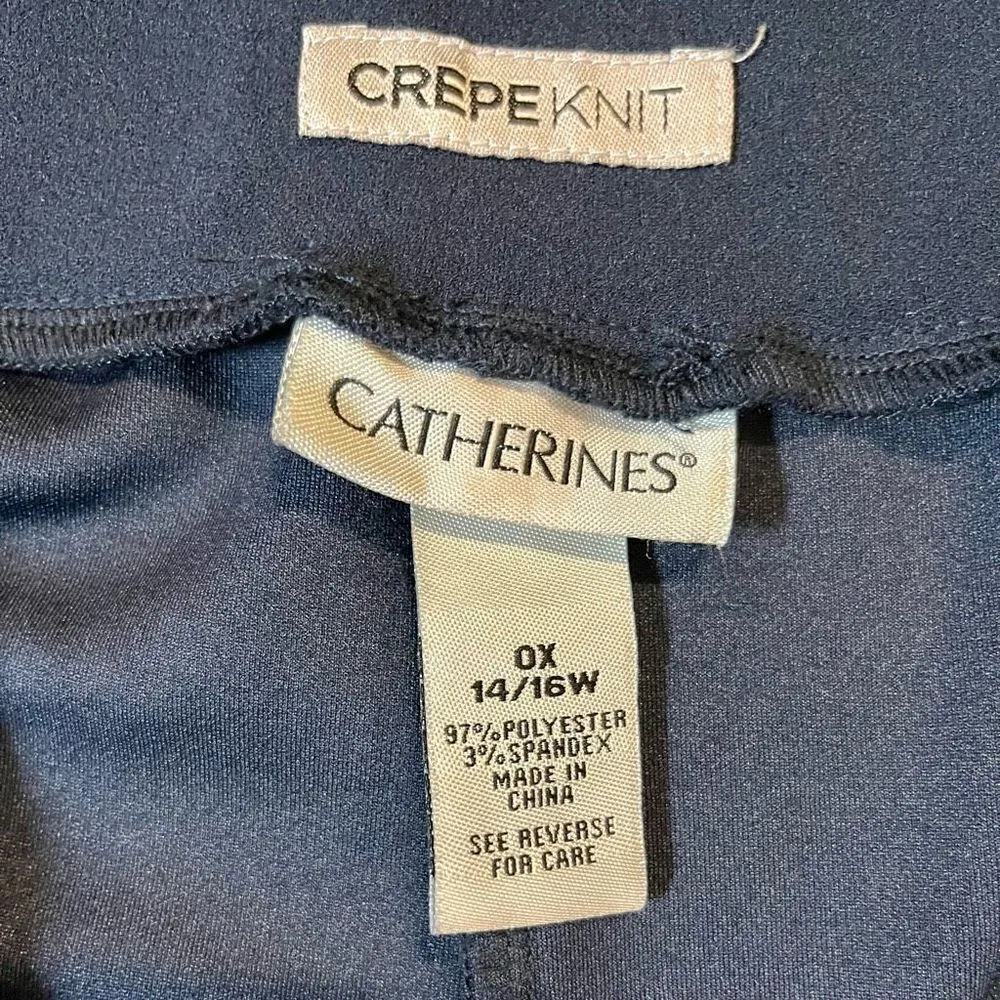 CREPEKNIT
CATHERINES®
0X
14/16W
97%POLYESTER
3%SPANDEX
MADE IN
CHINA
SEE REVERSE
FOR CARE